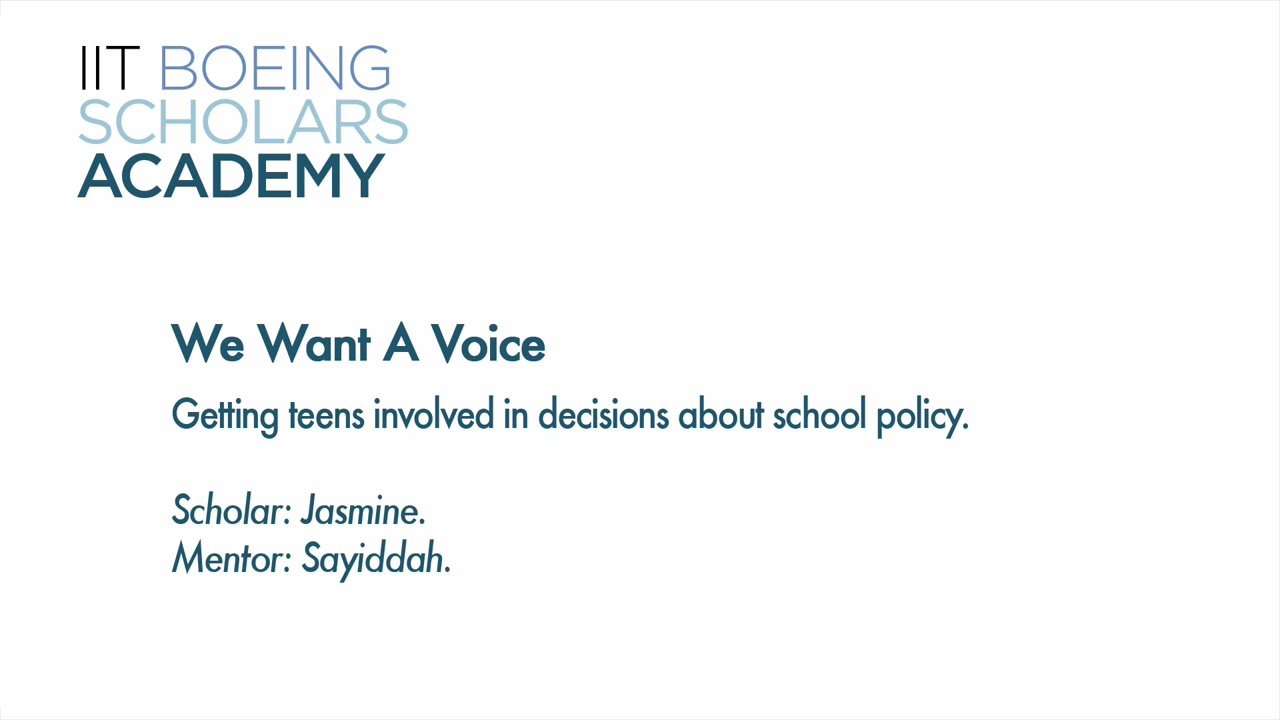 IIT BOEING
SCHOLARS
ACADEMY
We Want A Voice
Getting teens involved in decisions about school policy.
Scholar: Jasmine.
Mentor: Sayiddah.